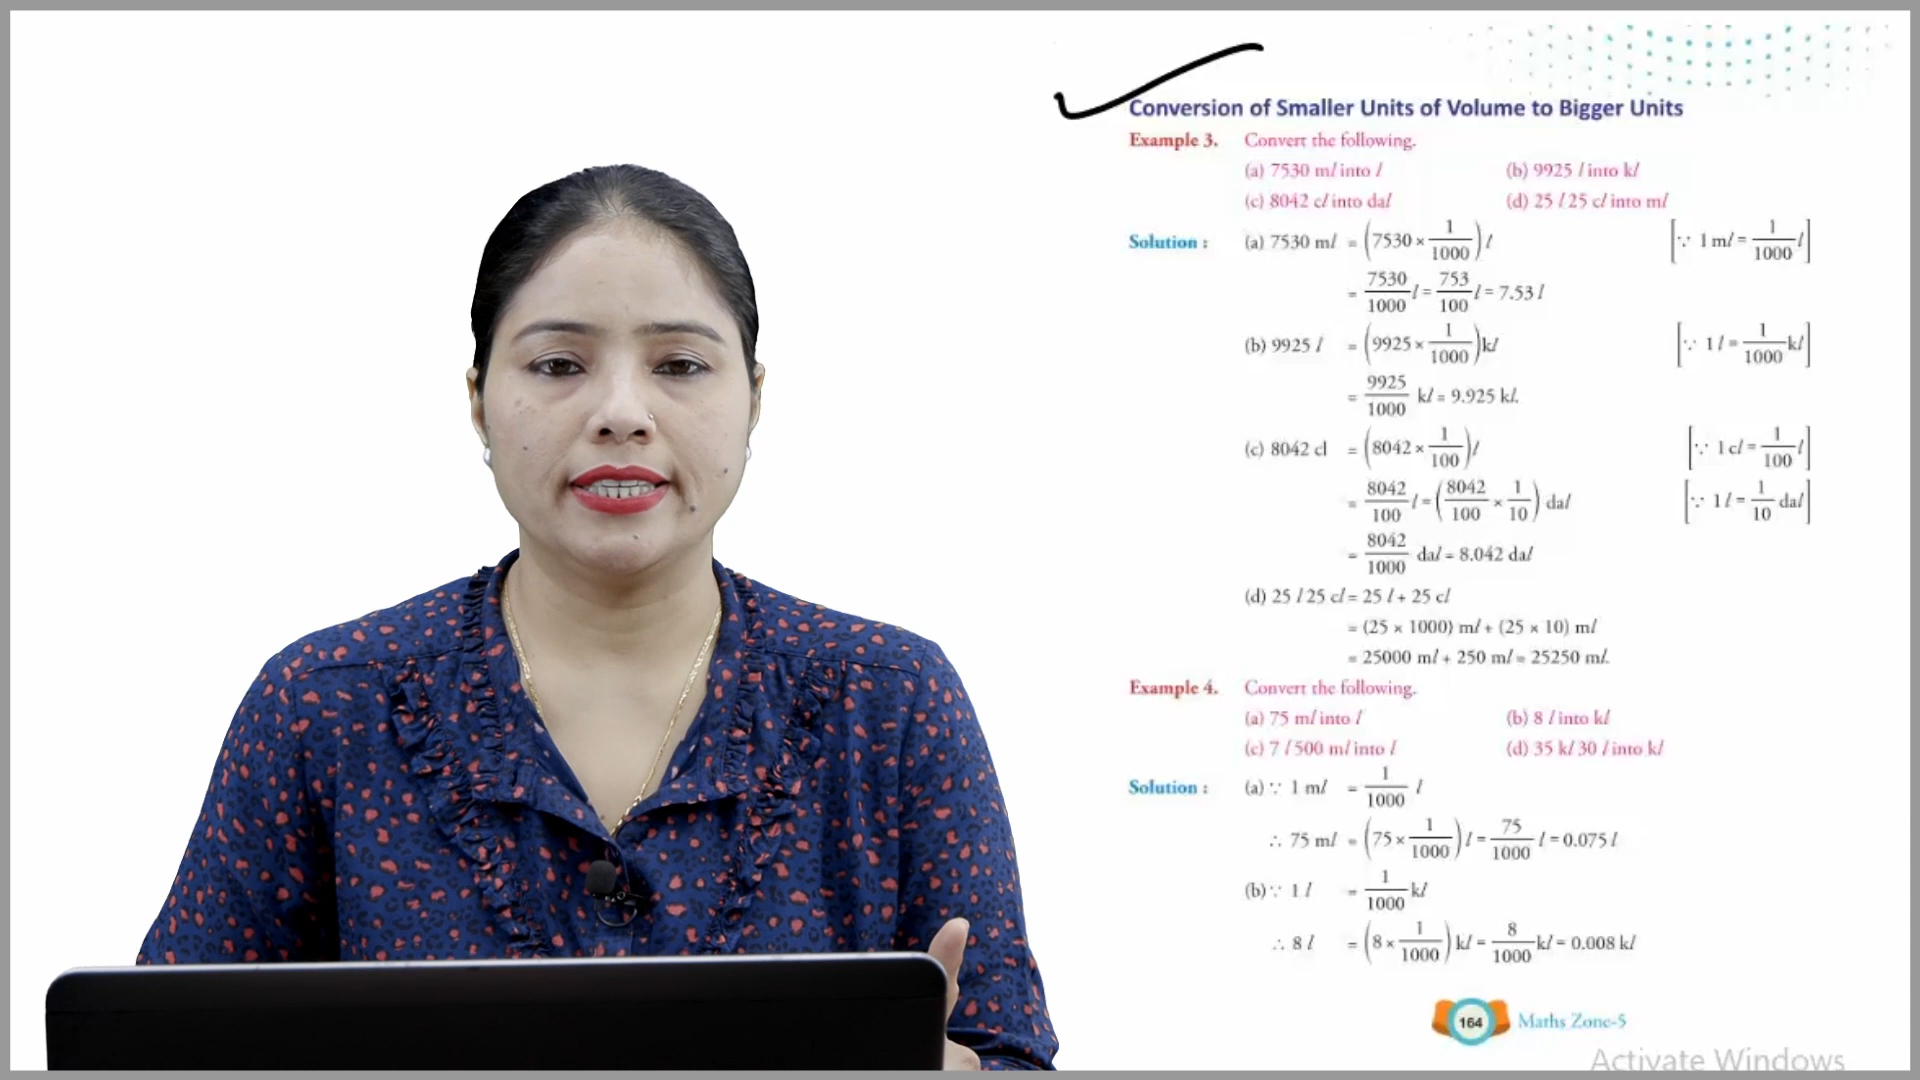 Conversion of Smaller Units of Volume to Bigger Units
Example 3. Convert the following.
(a) 7530 ml into l (b) 9925 l into kl
(c) 8042 cl into dal (d) 25 l 25 cl into ml
Solution : (a) 7530 ml = (7530 × 1/1000) l [∵ 1 ml = 1/1000 l]
= 7530/1000 l = 753/100 l = 7.53 l
(b) 9925 l = (9925 × 1/1000) kl [∵ 1 l = 1/1000 kl]
= 9925/1000 kl = 9.925 kl.
(c) 8042 cl = (8042 × 1/100) l [∵ 1 cl = 1/100 l]
= 8042/100 l = (8042/100 × 1/10) dal [∵ 1 l = 1/10 dal]
= 8042/1000 dal = 8.042 dal
(d) 25 l 25 cl = 25 l + 25 cl
= (25 × 1000) ml + (25 × 10) ml
= 25000 ml + 250 ml = 25250 ml.
Example 4. Convert the following.
(a) 75 ml into l (b) 8 l into kl
(c) 7 l 500 ml into l (d) 35 kl 30 l into kl
Solution : (a) ∵ 1 ml = 1/1000 l
∴ 75 ml = (75 × 1/1000) l = 75/1000 l = 0.075 l
(b) ∵ 1 l = 1/1000 kl
∴ 8 l = (8 × 1/1000) kl = 8/1000 kl = 0.008 kl
164 Maths Zone-5
Activate Windows